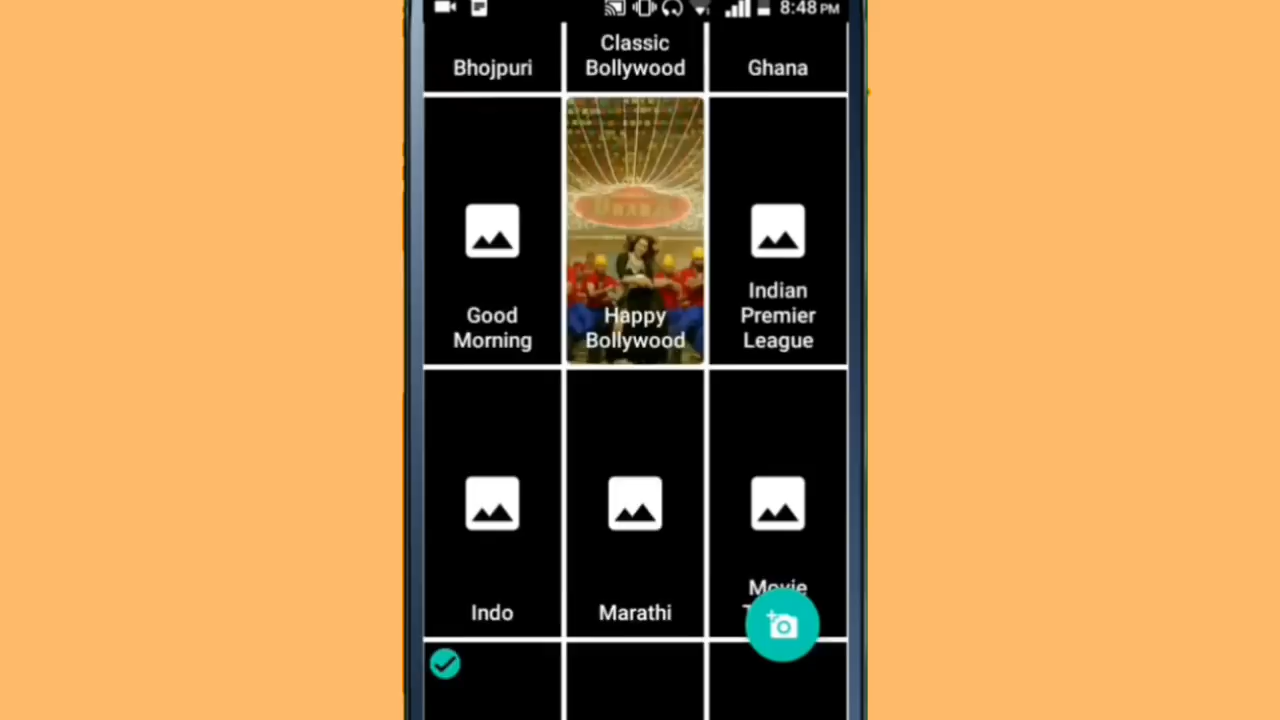 8:48 PM
Classic
Bhojpuri
Bollywood
Ghana
Good
Morning
Happy
Bollywood
Indian
Premier
League
Indo
Marathi
Movie